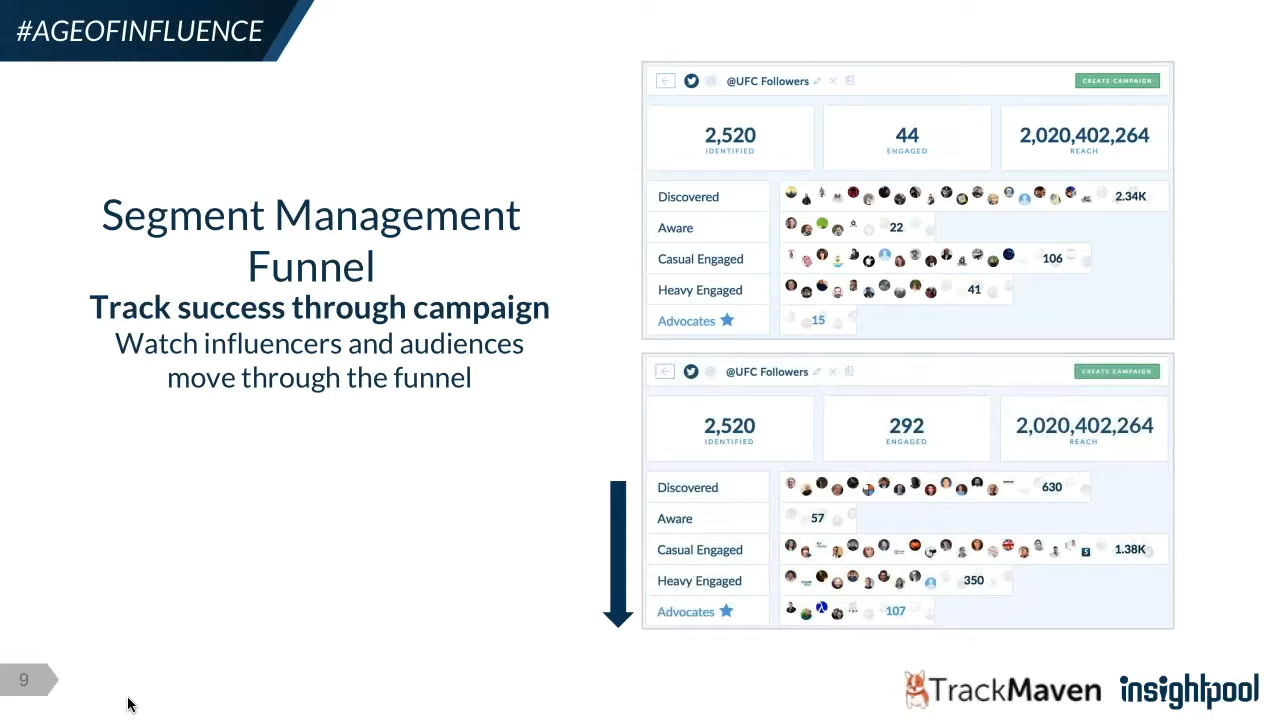 #AGEOFINFLUENCE
Segment Management
Funnel
Track success through campaign
Watch influencers and audiences
move through the funnel
@UFC Followers
CREATE CAMPAIGN
2,520
IDENTIFIED
44
ENGAGED
2,020,402,264
REACH
Discovered 2.34K
Aware 22
Casual Engaged 106
Heavy Engaged 41
Advocates 15
@UFC Followers
CREATE CAMPAIGN
2,520
IDENTIFIED
292
ENGAGED
2,020,402,264
REACH
Discovered 630
Aware 57
Casual Engaged 1.38K
Heavy Engaged 350
Advocates 107
9
TrackMaven insightpool